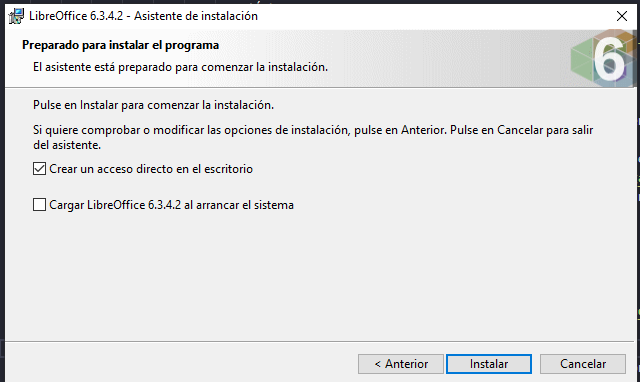 LibreOffice 6.3.4.2 - Asistente de instalación
Preparado para instalar el programa
El asistente está preparado para comenzar la instalación.
6
Pulse en Instalar para comenzar la instalación.
Si quiere comprobar o modificar las opciones de instalación, pulse en Anterior. Pulse en Cancelar para salir
del asistente.
Crear un acceso directo en el escritorio
Cargar LibreOffice 6.3.4.2 al arrancar el sistema
< Anterior
Instalar
Cancelar